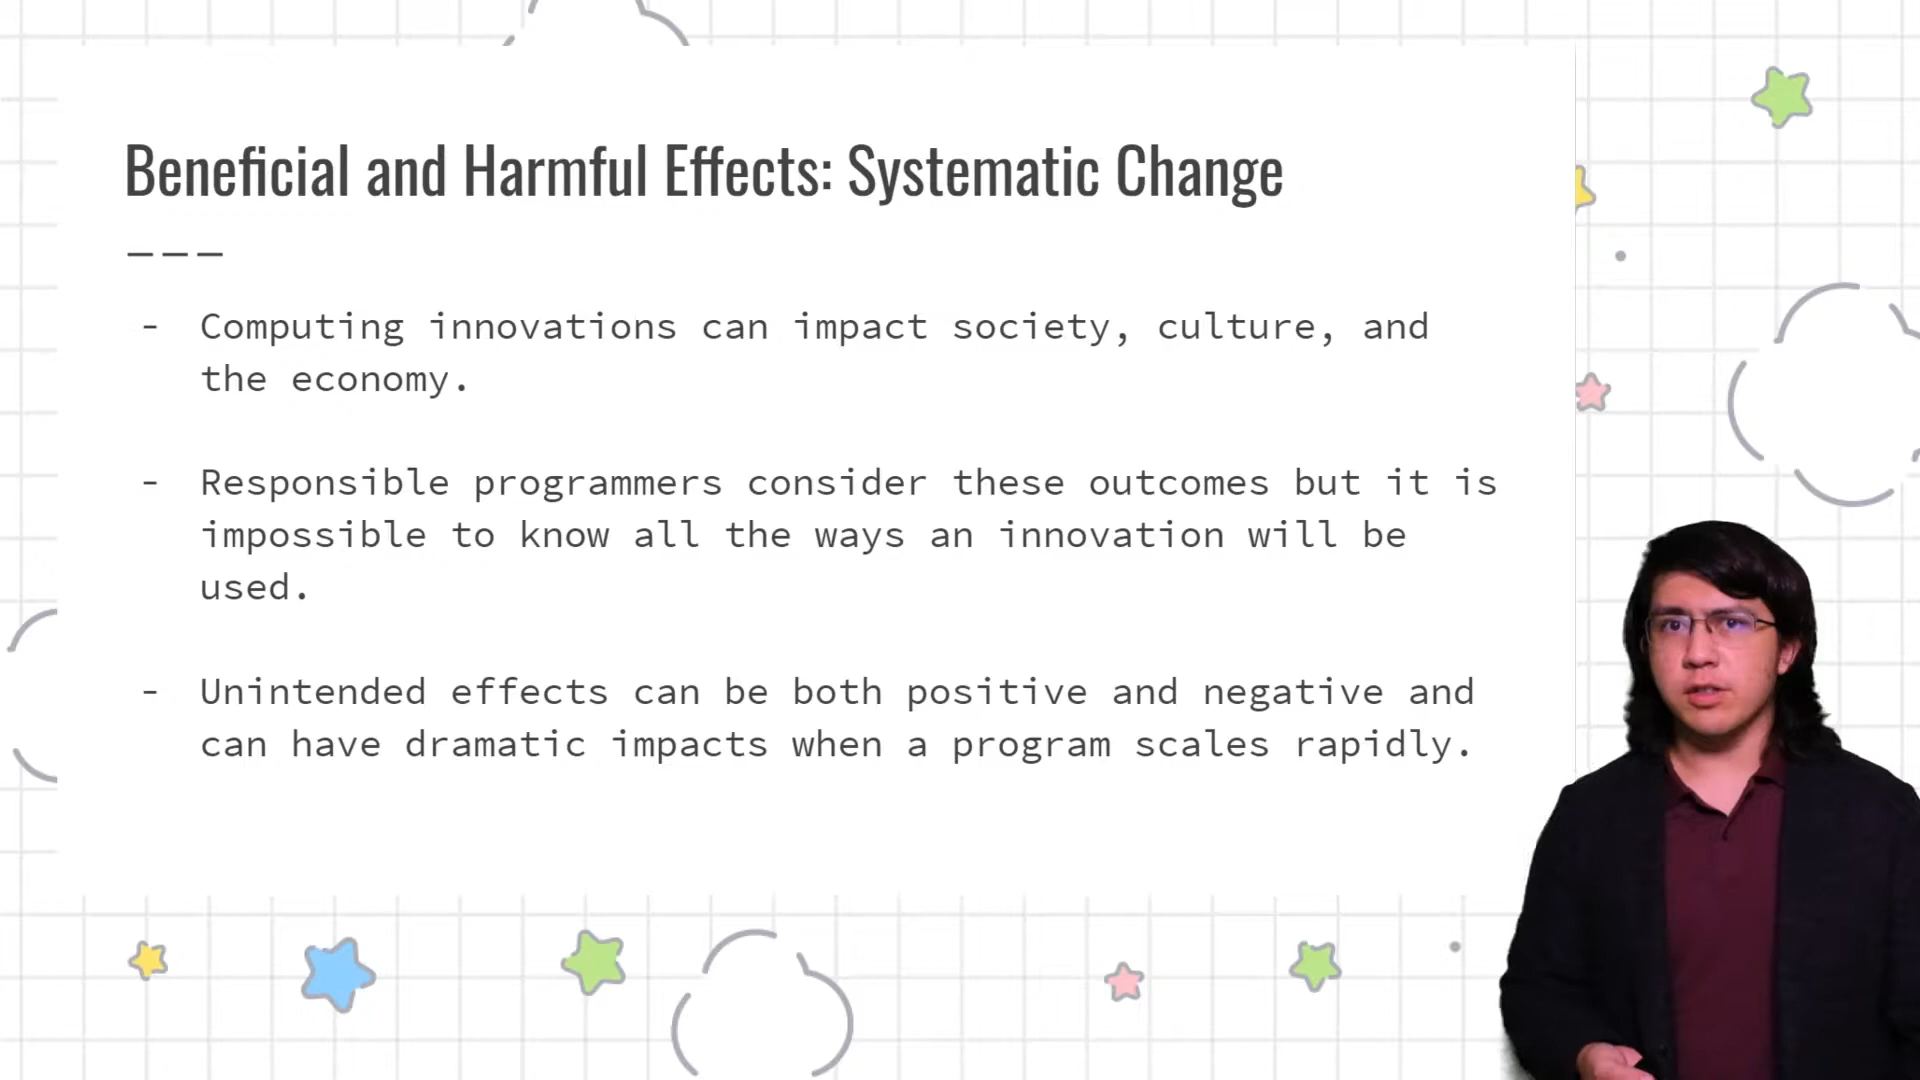 Beneficial and Harmful Effects: Systematic Change
———
- Computing innovations can impact society, culture, and
the economy.
- Responsible programmers consider these outcomes but it is
impossible to know all the ways an innovation will be
used.
- Unintended effects can be both positive and negative and
can have dramatic impacts when a program scales rapidly.